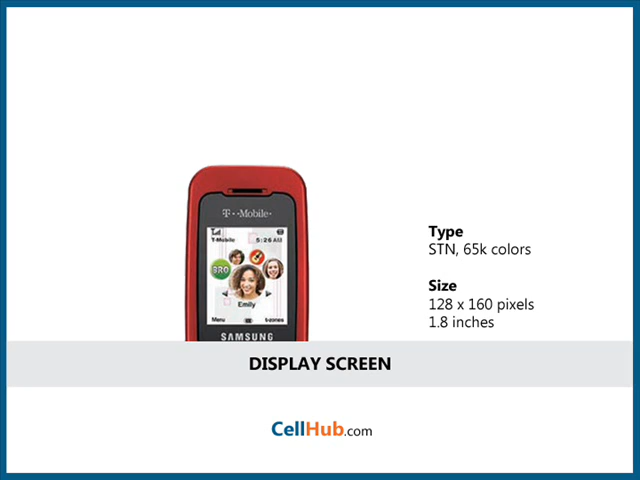 T··Mobile·
T-Mobile
5:26 AM
BRO
Emily
Menu
t-zones
SAMSUNG
Type
STN, 65k colors
Size
128 x 160 pixels
1.8 inches
DISPLAY SCREEN
CellHub.com